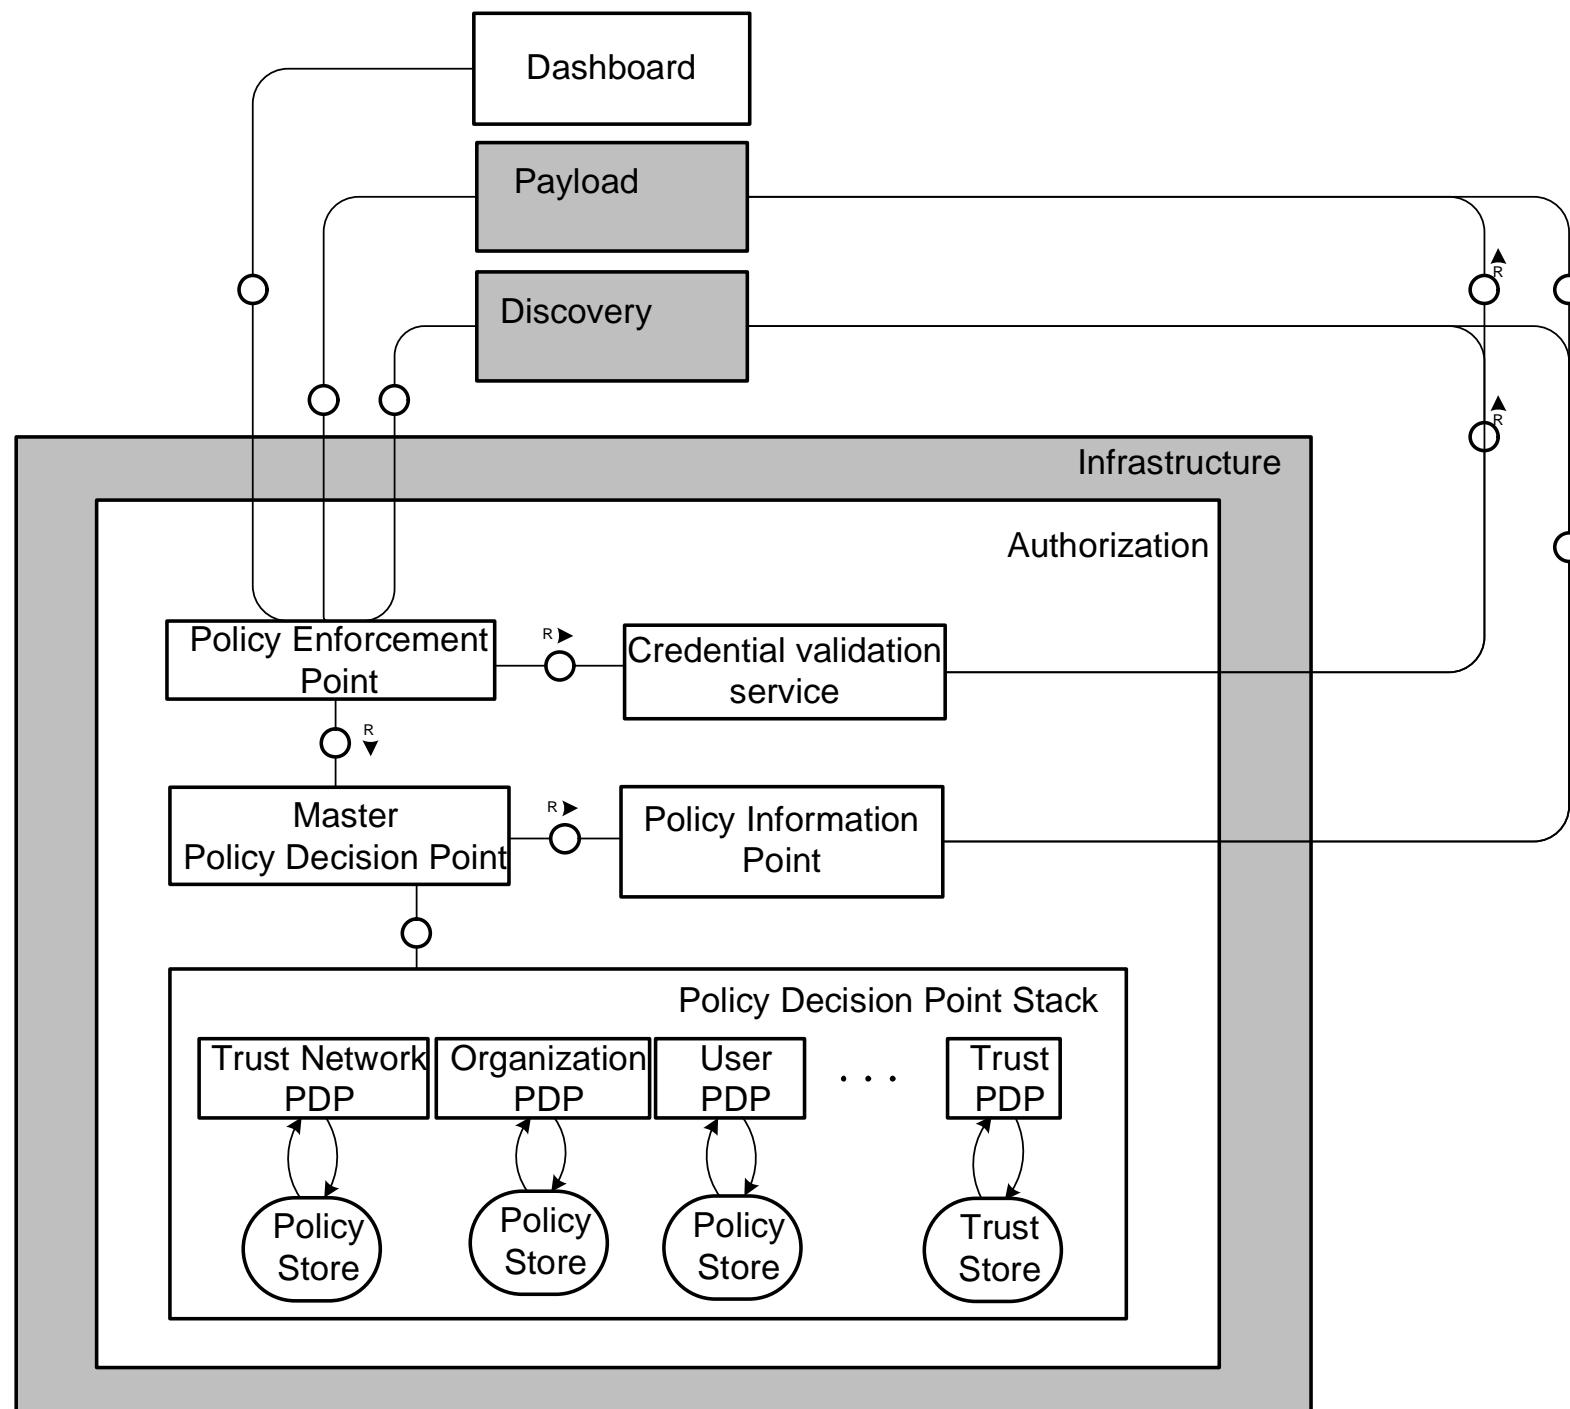 Dashboard
Payload
R
Discovery
R
Infrastructure
Authorization
Policy Enforcement
Point
R
Credential validation
service
R
Master
Policy Decision Point
R
Policy Information
Point
Policy Decision Point Stack
Trust Network
PDP
Organization
PDP
User
PDP
. . .
Trust
PDP
Policy
Store
Policy
Store
Policy
Store
Trust
Store